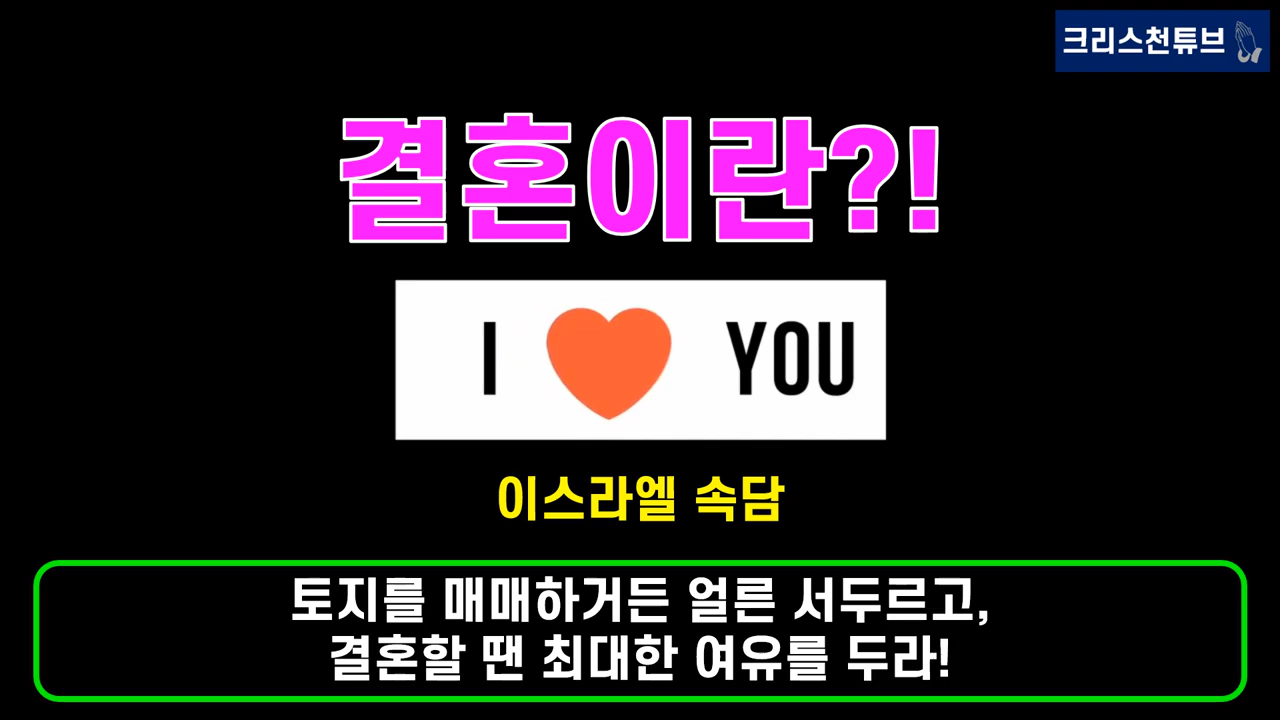 크리스천튜브
결혼이란?!
I YOU
이스라엘 속담
토지를 매매하거든 얼른 서두르고,
결혼할 땐 최대한 여유를 두라!